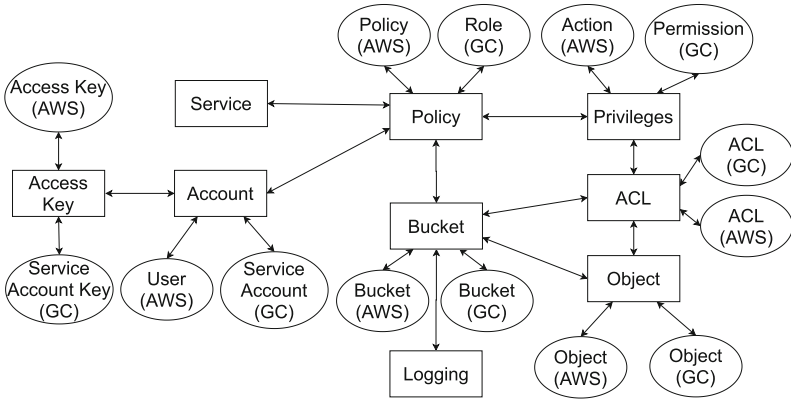 Policy
(AWS)
Role
(GC)
Action
(AWS)
Permission
(GC)
Access Key
(AWS)
Service
Policy
Privileges
ACL
(GC)
Access
Key
Account
ACL
Bucket
ACL
(AWS)
Service
Account Key
(GC)
User
(AWS)
Service
Account
(GC)
Bucket
(AWS)
Bucket
(GC)
Object
Logging
Object
(AWS)
Object
(GC)